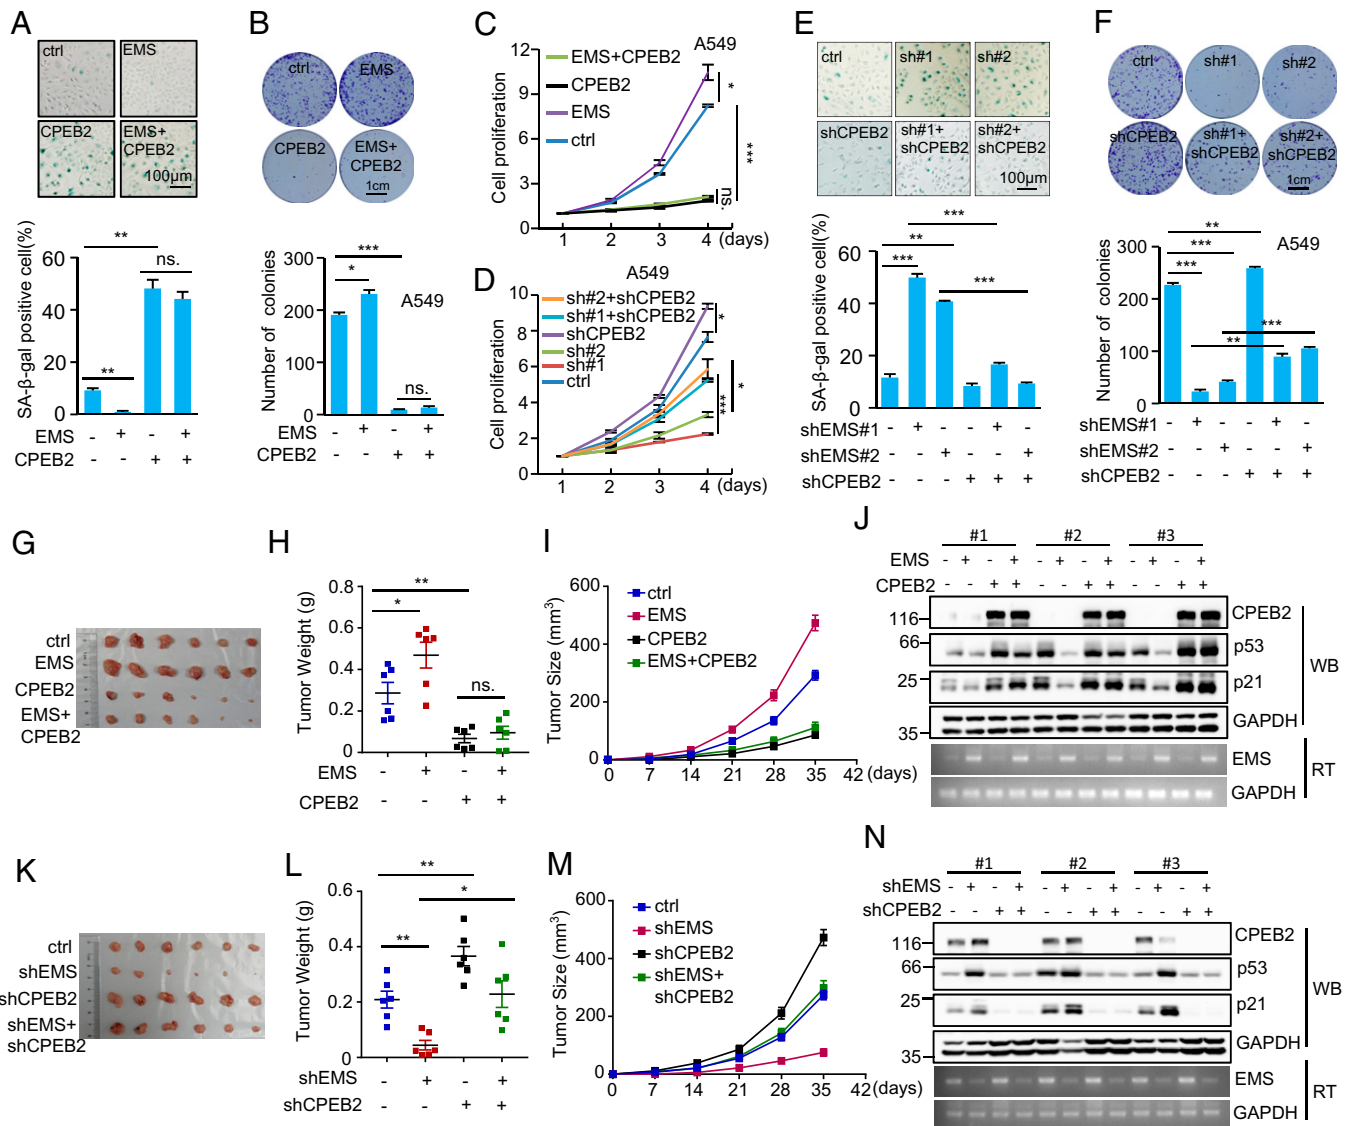 A
ctrl
EMS
CPEB2
EMS+
CPEB2
100µm
SA-β-gal positive cell(%)
60
40
20
0
**
ns.
**
EMS - + - +
CPEB2 - - + +
B
ctrl
EMS
CPEB2
EMS+
CPEB2
1cm
Number of colonies
300
200
100
0
***
*
A549
ns.
EMS - + - +
CPEB2 - - + +
C
A549
Cell proliferation
12
9
6
3
0
EMS+CPEB2
CPEB2
EMS
ctrl
*
***
ns.
1 2 3 4 (days)
D
A549
Cell proliferation
10
8
6
4
2
0
sh#2+shCPEB2
sh#1+shCPEB2
shCPEB2
sh#2
sh#1
ctrl
*
***
*
1 2 3 4 (days)
E
ctrl
sh#1
sh#2
shCPEB2
sh#1+
shCPEB2
sh#2+
shCPEB2
100µm
SA-β-gal positive cell(%)
60
40
20
0
***
**
***
***
shEMS#1 - + - - + -
shEMS#2 - - + - - +
shCPEB2 - - - + + +
F
ctrl
sh#1
sh#2
shCPEB2
sh#1+
shCPEB2
sh#2+
shCPEB2
1cm
Number of colonies
300
200
100
0
**
***
***
A549
***
**
shEMS#1 - + - - + -
shEMS#2 - - + - - +
shCPEB2 - - - + + +
G
ctrl
EMS
CPEB2
EMS+
CPEB2
H
Tumor Weight (g)
0.8
0.6
0.4
0.2
0
**
*
ns.
EMS - + - +
CPEB2 - - + +
I
Tumor Size (mm³)
600
400
200
0
ctrl
EMS
CPEB2
EMS+CPEB2
0 7 14 21 28 35 42 (days)
J
#1 #2 #3
EMS - + - + - + - + - + - +
CPEB2 - - + + - - + + - - + +
116
66
25
35
CPEB2
p53
p21
GAPDH
WB
EMS
GAPDH
RT
K
ctrl
shEMS
shCPEB2
shEMS+
shCPEB2
L
Tumor Weight (g)
0.6
0.4
0.2
0
**
*
**
shEMS - + - +
shCPEB2 - - + +
M
Tumor Size (mm³)
600
400
200
0
ctrl
shEMS
shCPEB2
shEMS+
shCPEB2
0 7 14 21 28 35 42 (days)
N
#1 #2 #3
shEMS - + - + - + - + - + - +
shCPEB2 - - + + - - + + - - + +
116
66
25
35
CPEB2
p53
p21
GAPDH
WB
EMS
GAPDH
RT